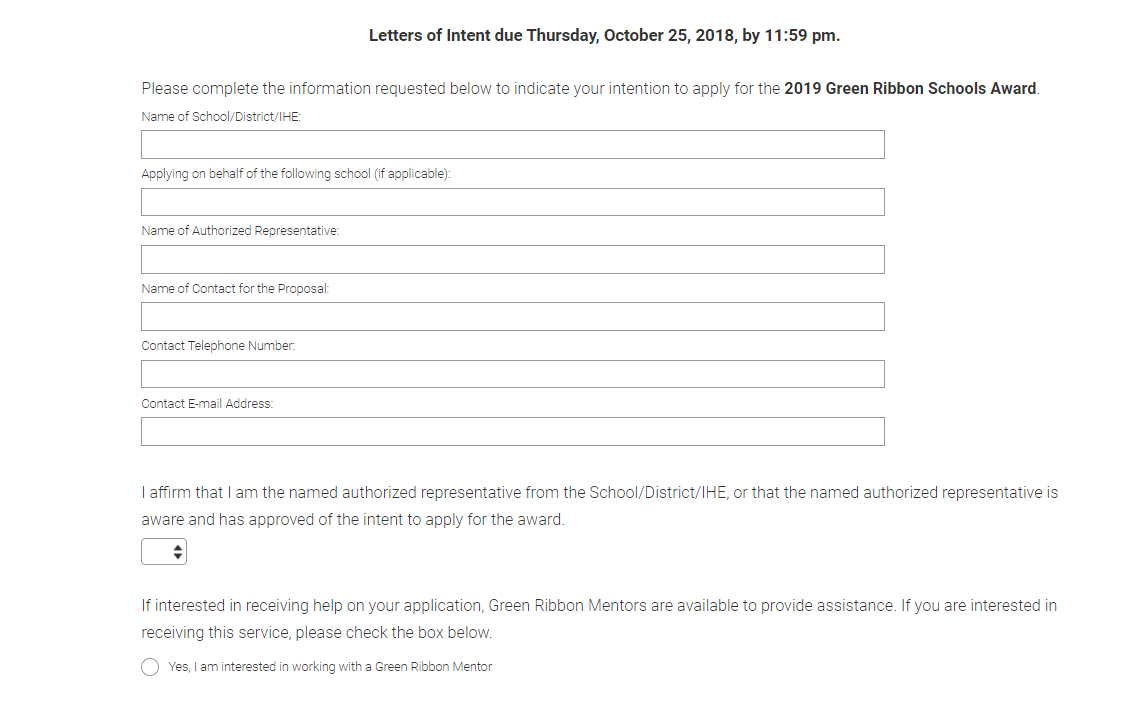 Letters of Intent due Thursday, October 25, 2018, by 11:59 pm.
Please complete the information requested below to indicate your intention to apply for the 2019 Green Ribbon Schools Award.
Name of School/District/IHE:
Applying on behalf of the following school (if applicable):
Name of Authorized Representative:
Name of Contact for the Proposal:
Contact Telephone Number:
Contact E-mail Address:
I affirm that I am the named authorized representative from the School/District/IHE, or that the named authorized representative is
aware and has approved of the intent to apply for the award.
If interested in receiving help on your application, Green Ribbon Mentors are available to provide assistance. If you are interested in
receiving this service, please check the box below.
Yes, I am interested in working with a Green Ribbon Mentor